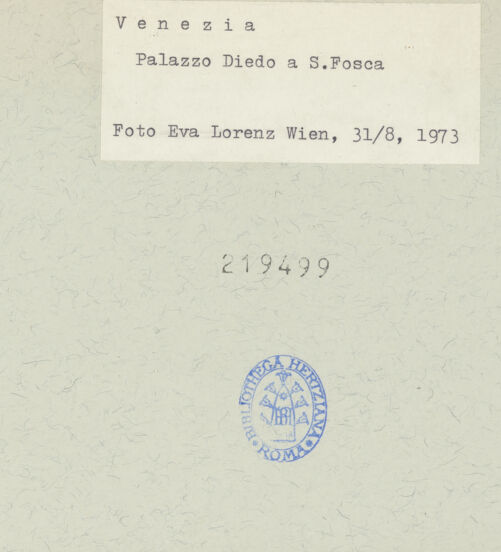 V e n e z i a
Palazzo Diedo a S.Fosca
Foto Eva Lorenz Wien, 31/8, 1973
219499
BIBLIOTHECA HERTZIANA
* ROMA *